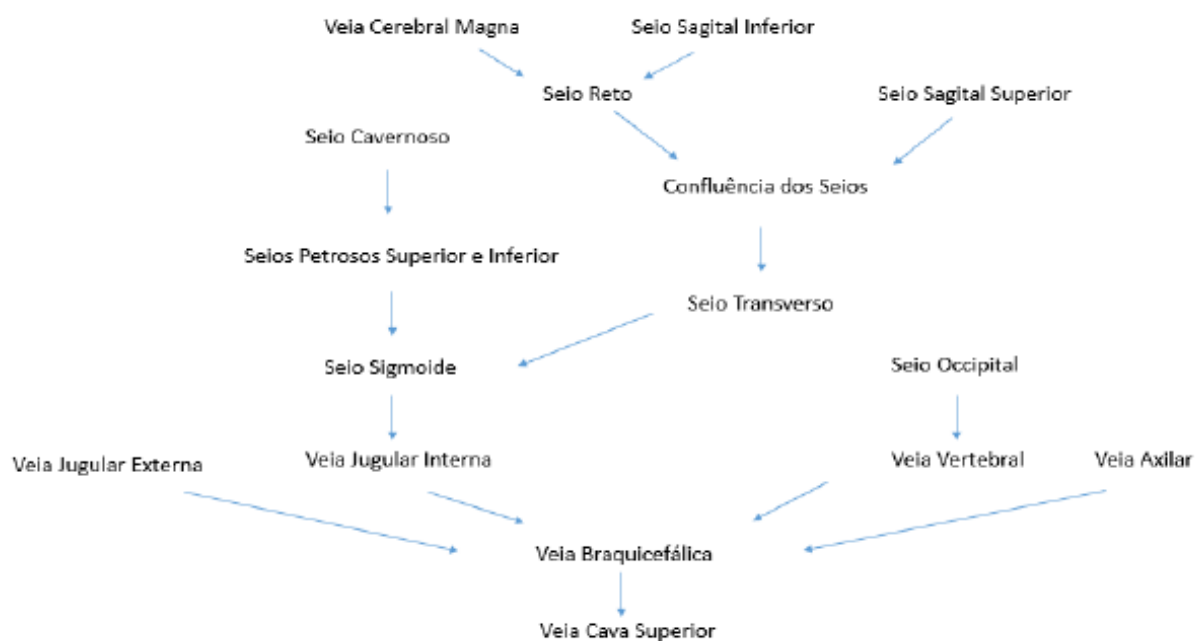 Veia Cerebral Magna
Seio Sagital Inferior
Seio Reto
Seio Sagital Superior
Seio Cavernoso
Confluência dos Seios
Seios Petrosos Superior e Inferior
Seio Transverso
Seio Sigmoide
Seio Occipital
Veia Jugular Externa
Veia Jugular Interna
Veia Vertebral
Veia Axilar
Veia Braquicefálica
Veia Cava Superior